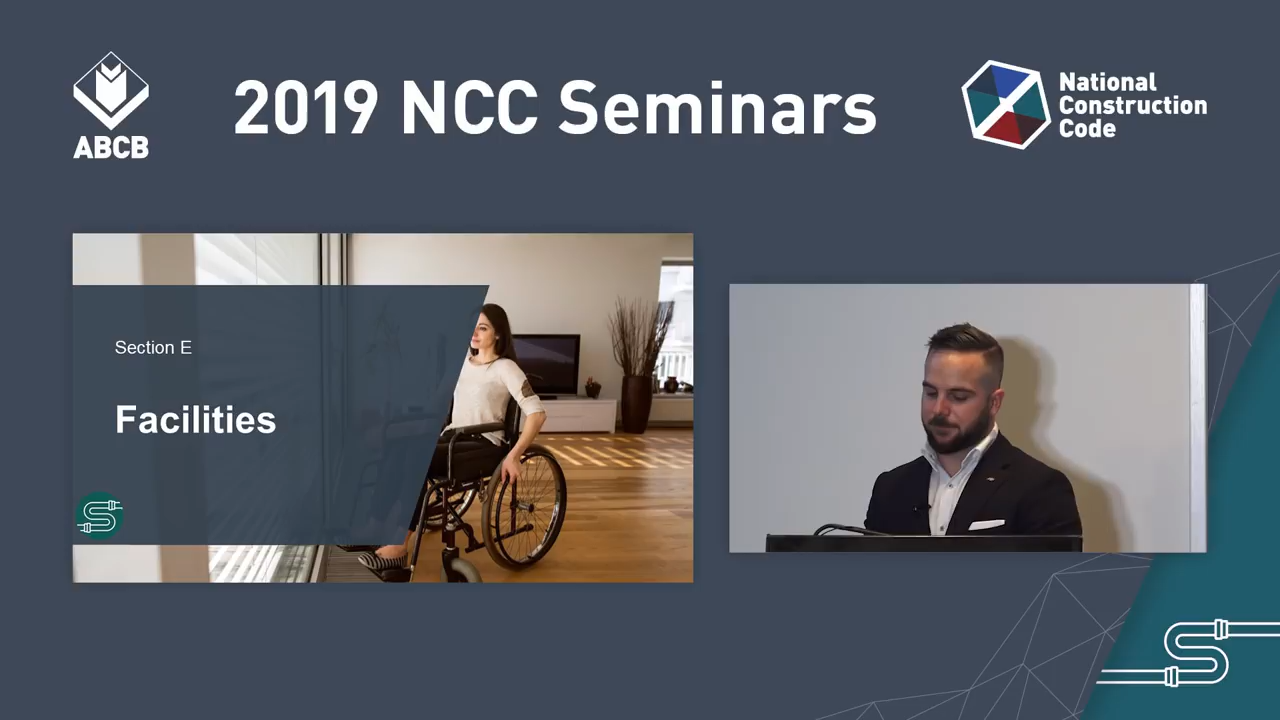 ABCB
2019 NCC Seminars
National
Construction
Code
Section E
Facilities